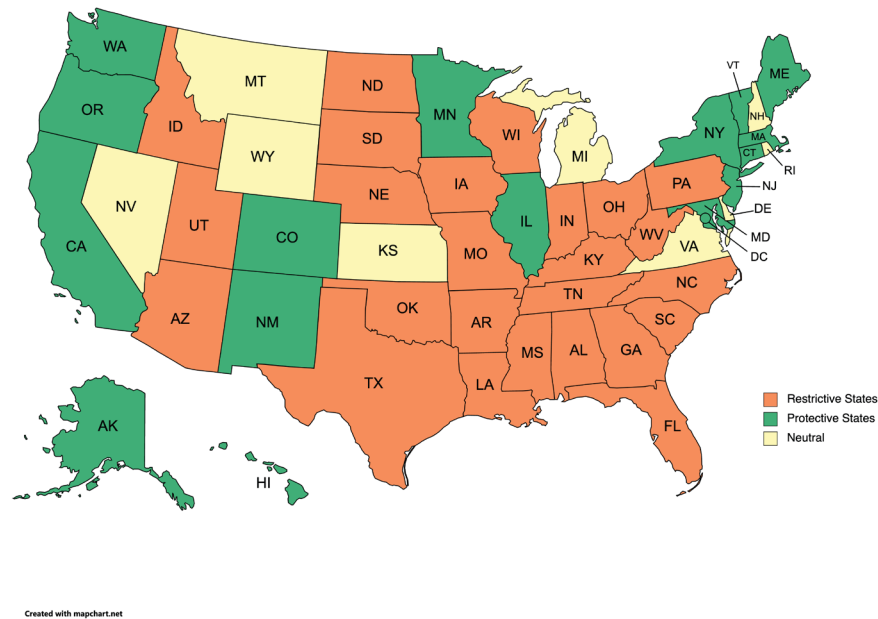 WA
OR
CA
NV
ID
MT
WY
UT
AZ
CO
NM
ND
SD
NE
KS
OK
TX
MN
IA
MO
AR
LA
WI
IL
MI
IN
OH
KY
TN
MS
AL
GA
FL
SC
NC
VA
WV
PA
NY
VT
ME
NH
MA
CT
RI
NJ
DE
MD
DC
AK
HI
Restrictive States
Protective States
Neutral
Created with mapchart.net